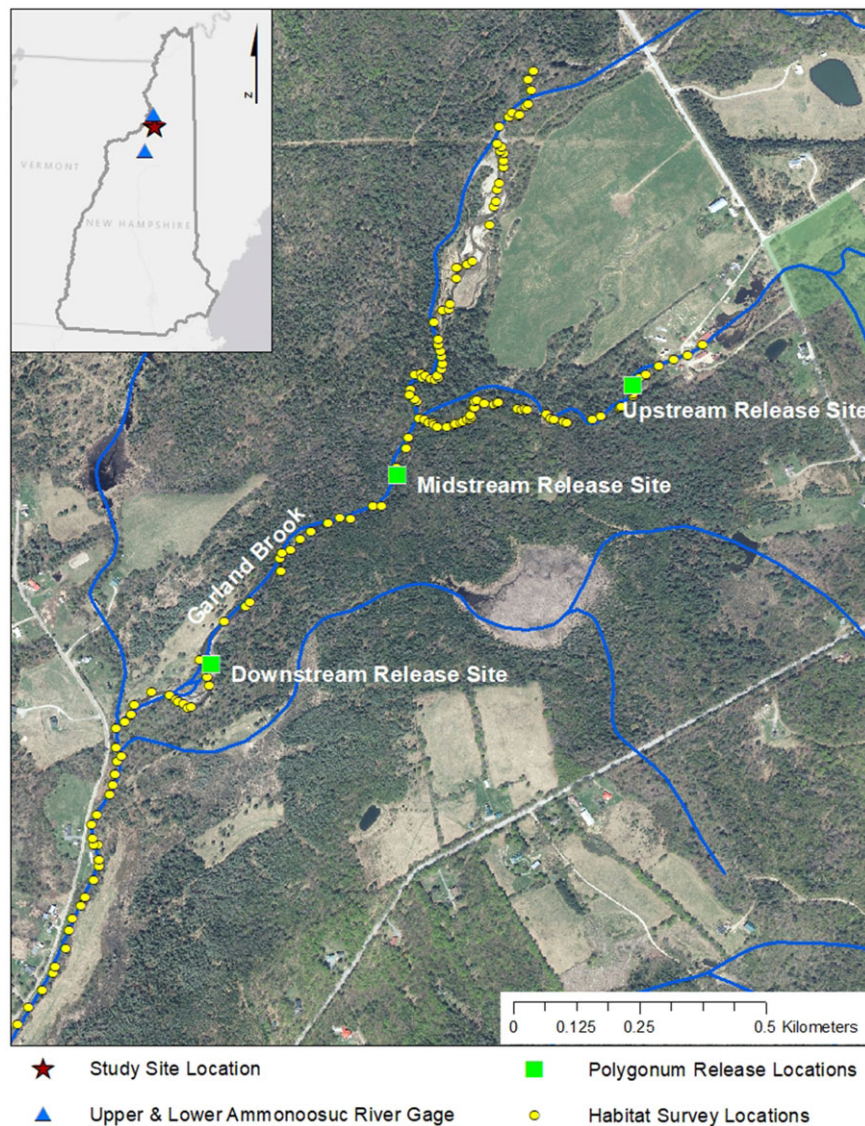 N
VERMONT
NEW HAMPSHIRE
Upstream Release Site
Midstream Release Site
Garland Brook
Downstream Release Site
0 0.125 0.25 0.5 Kilometers
Study Site Location
Polygonum Release Locations
Upper & Lower Ammonoosuc River Gage
Habitat Survey Locations